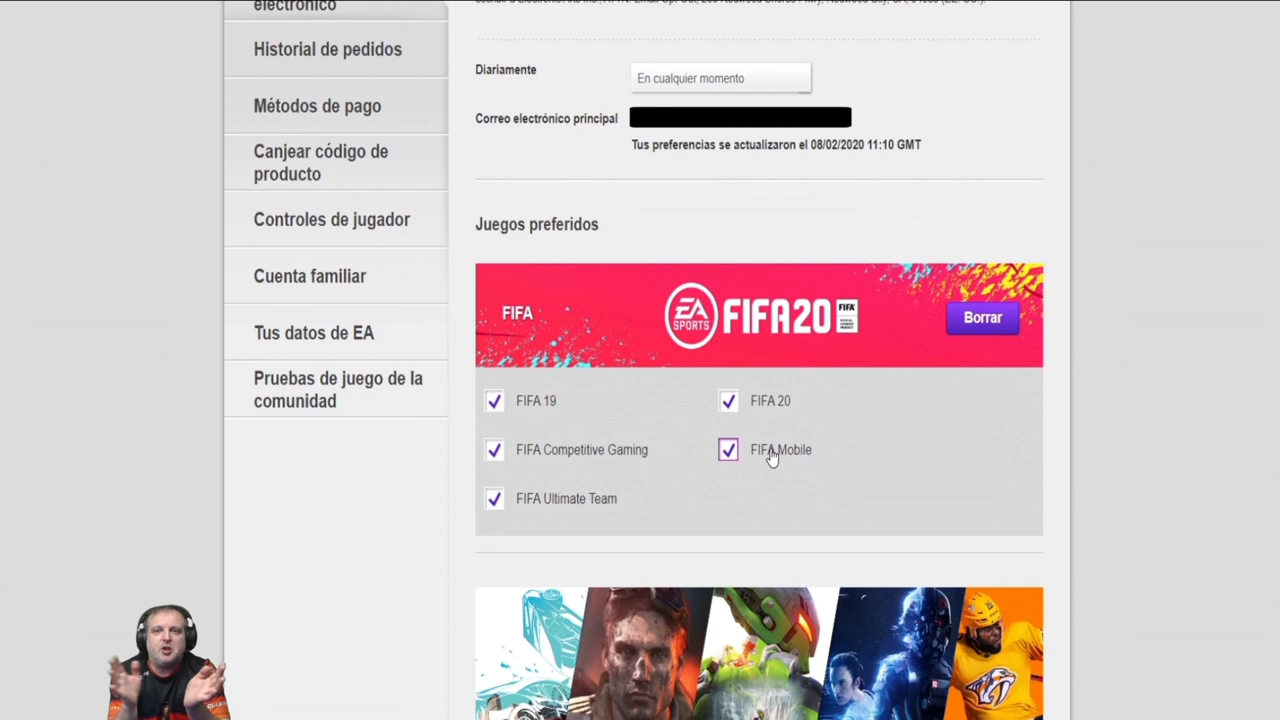 electrónico
Historial de pedidos
Métodos de pago
Canjear código de
producto
Controles de jugador
Cuenta familiar
Tus datos de EA
Pruebas de juego de la
comunidad
Diariamente
En cualquier momento
Correo electrónico principal
Tus preferencias se actualizaron el 08/02/2020 11:10 GMT
Juegos preferidos
FIFA
EA
SPORTS
FIFA20
FIFA
Borrar
FIFA 19
FIFA 20
FIFA Competitive Gaming
FIFA Mobile
FIFA Ultimate Team